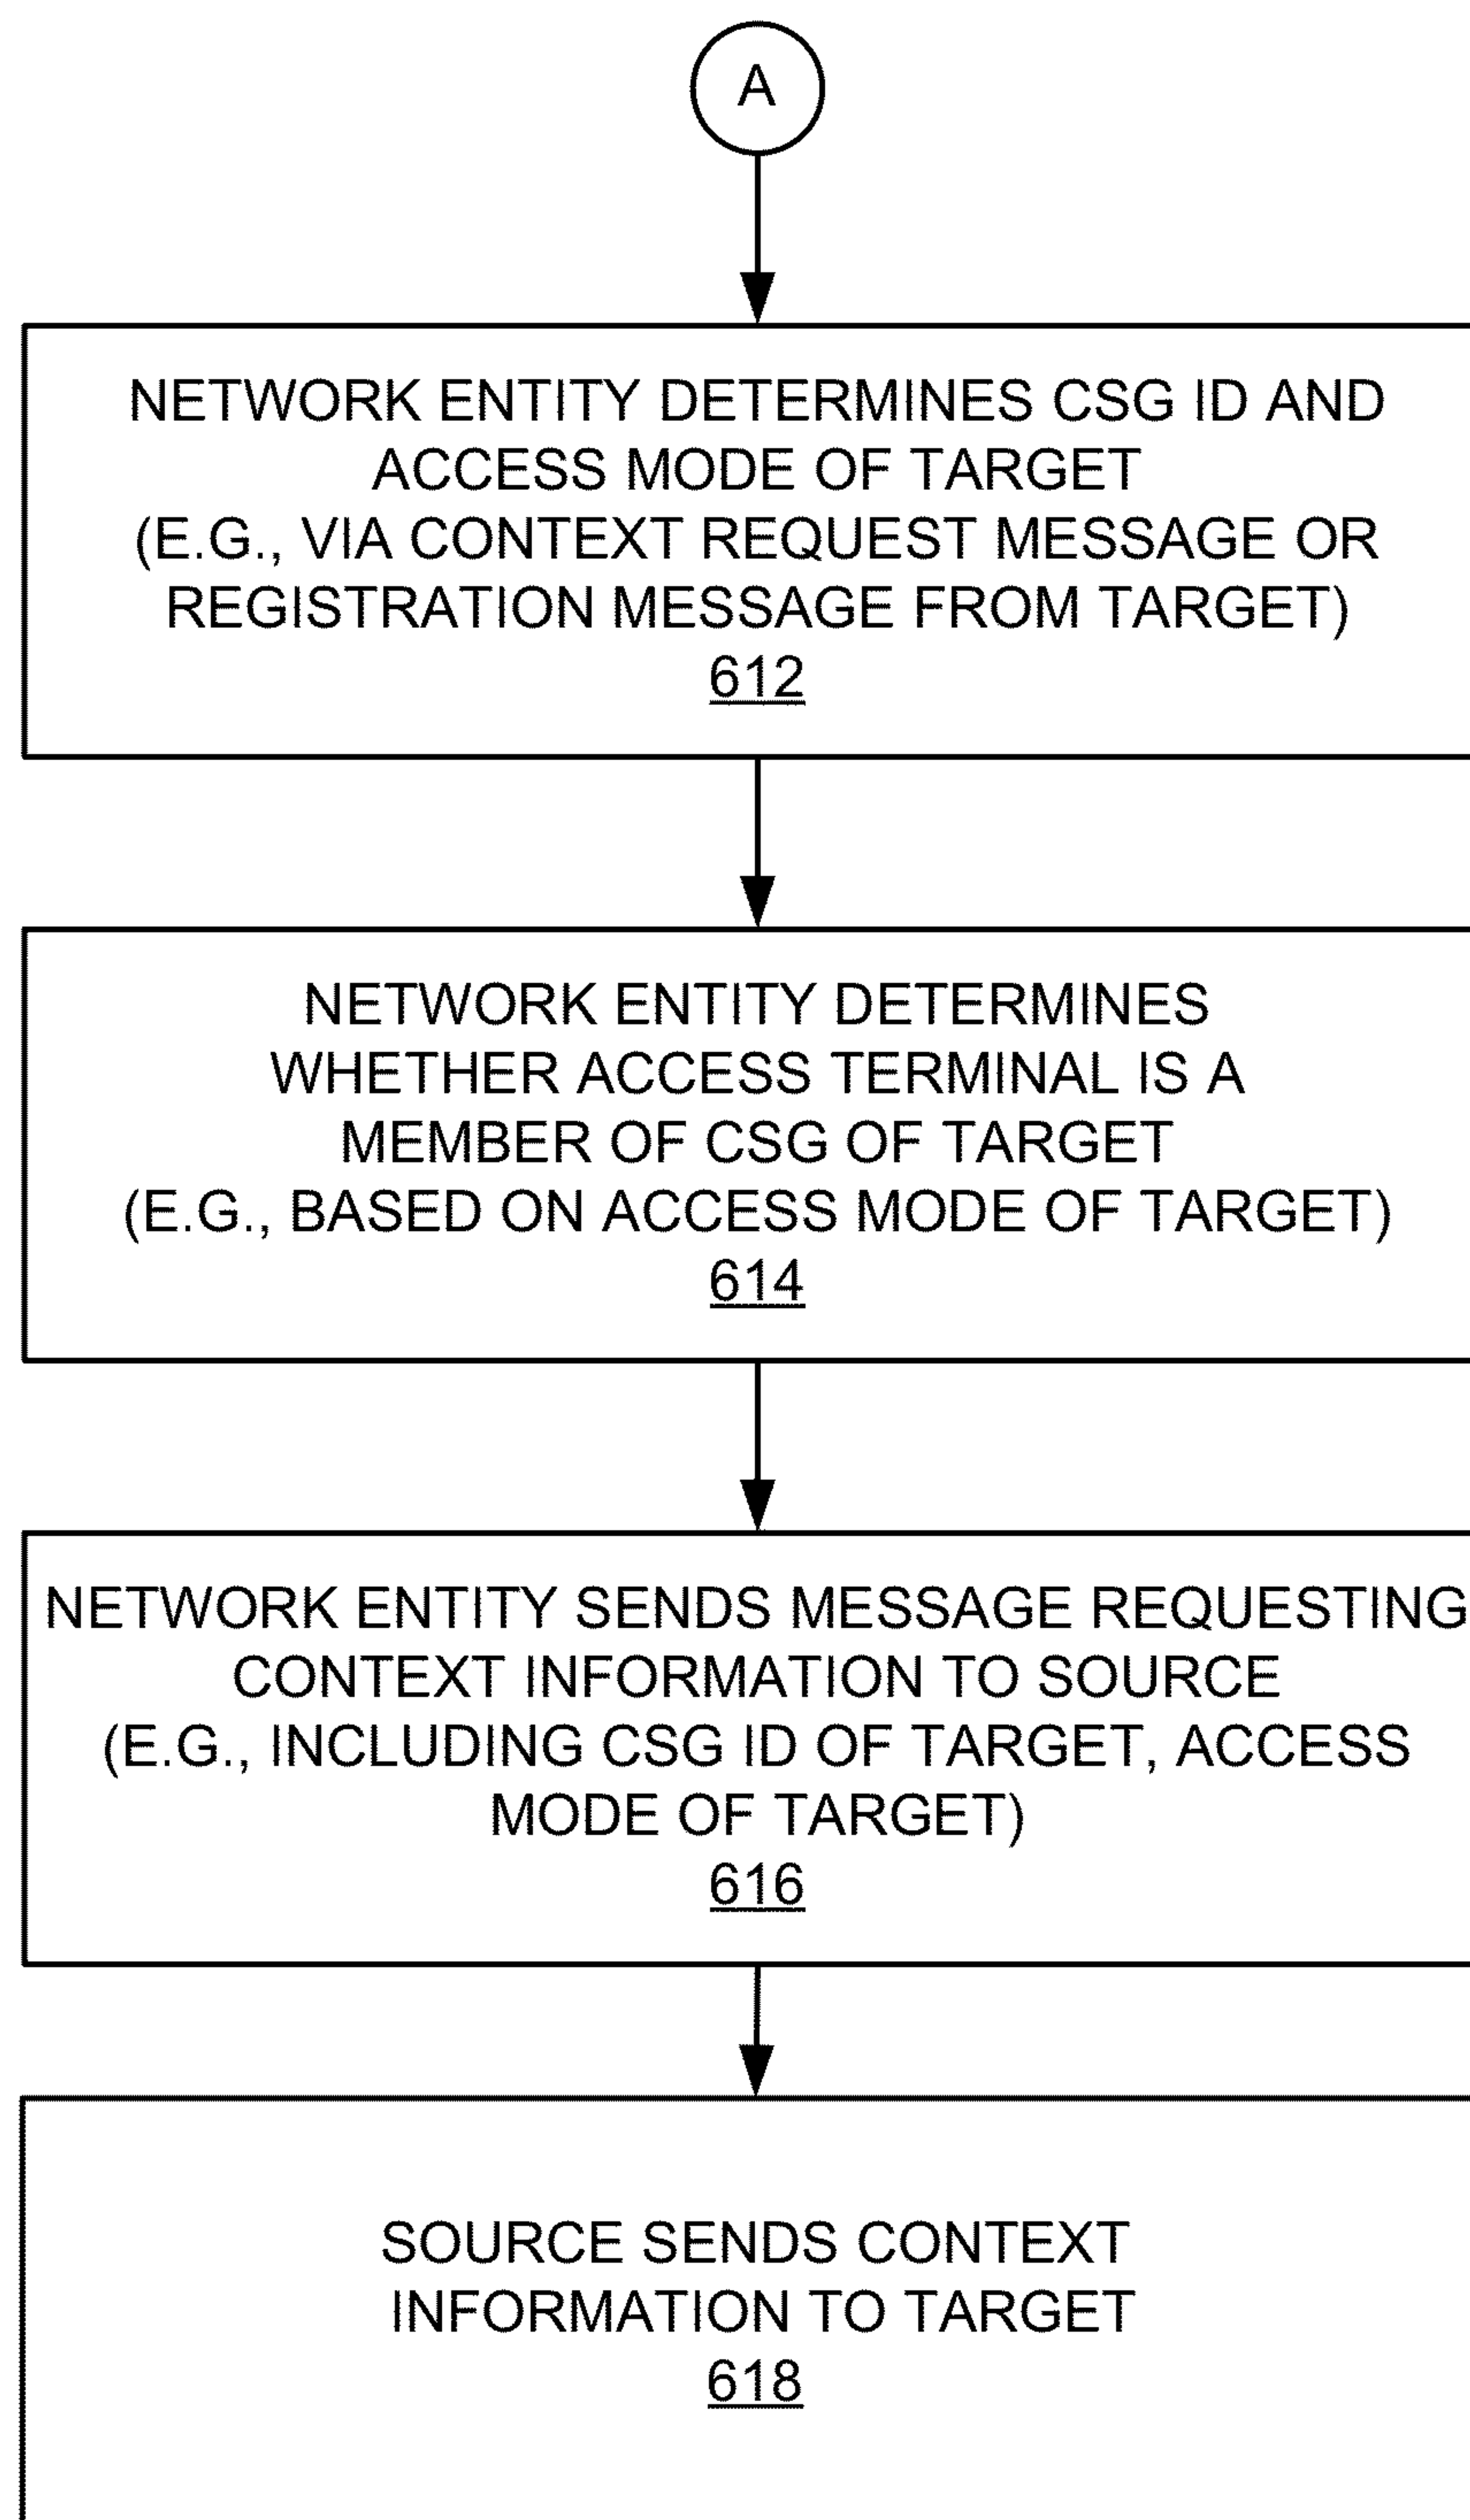 A
NETWORK ENTITY DETERMINES CSG ID AND
ACCESS MODE OF TARGET
(E.G., VIA CONTEXT REQUEST MESSAGE OR
REGISTRATION MESSAGE FROM TARGET)
612
NETWORK ENTITY DETERMINES
WHETHER ACCESS TERMINAL IS A
MEMBER OF CSG OF TARGET
(E.G., BASED ON ACCESS MODE OF TARGET)
614
NETWORK ENTITY SENDS MESSAGE REQUESTING
CONTEXT INFORMATION TO SOURCE
(E.G., INCLUDING CSG ID OF TARGET, ACCESS
MODE OF TARGET)
616
SOURCE SENDS CONTEXT
INFORMATION TO TARGET
618